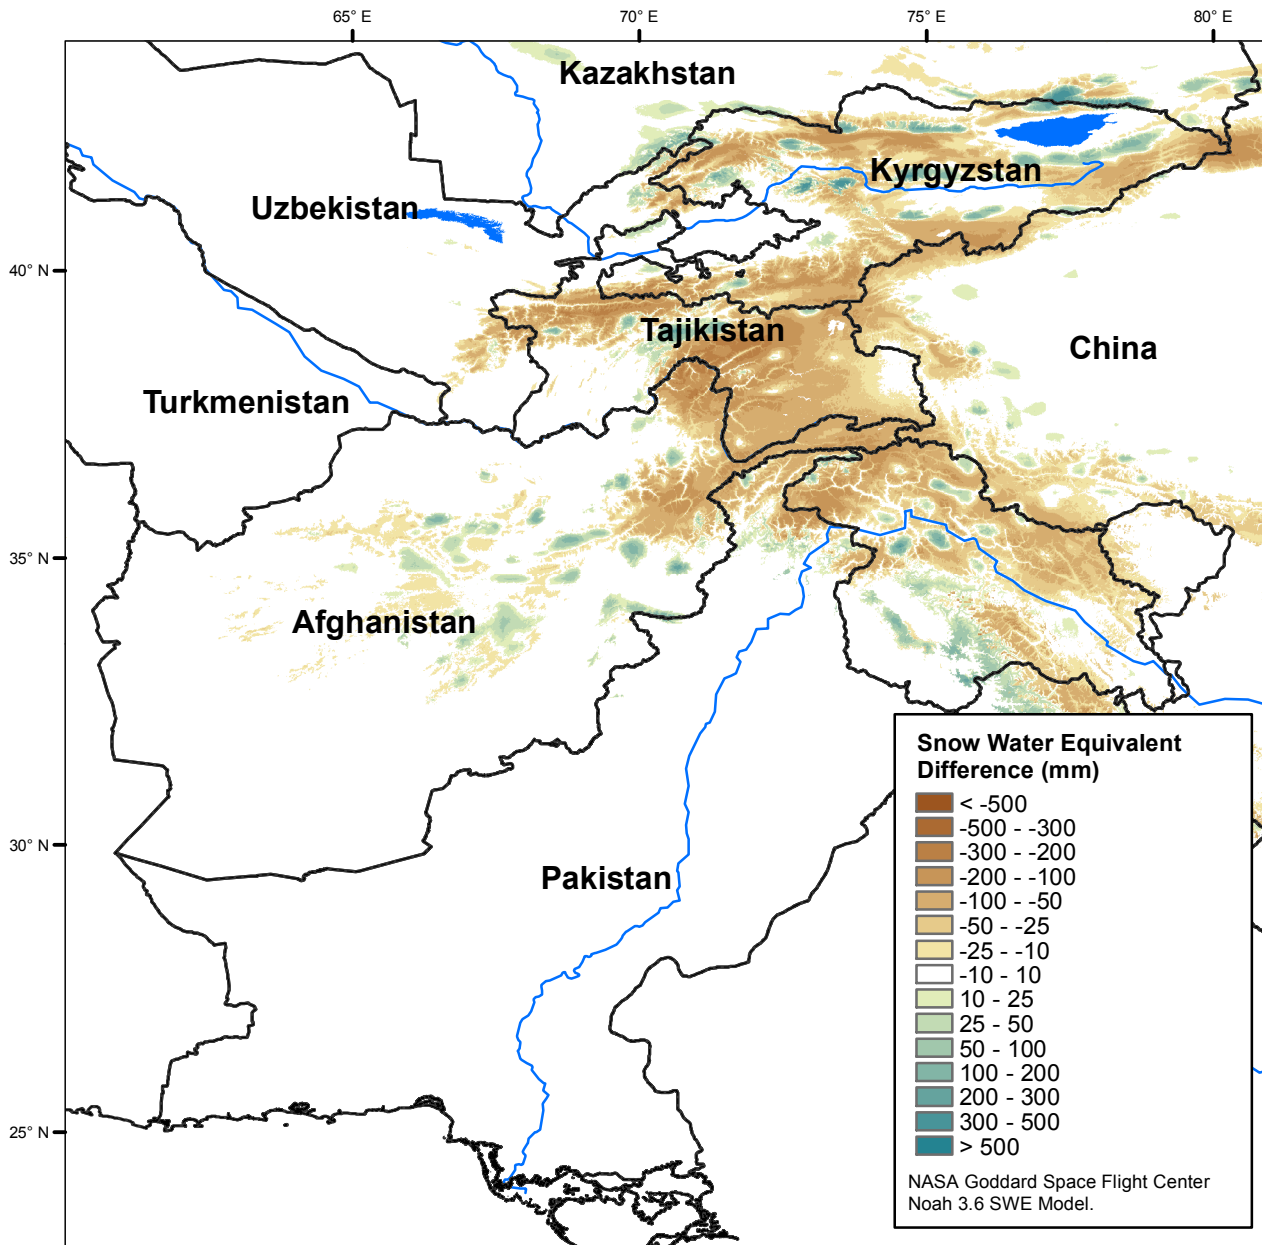 65° E
70° E
75° E
80° E
Kazakhstan
Kyrgyzstan
Uzbekistan
40° N
Tajikistan
China
Turkmenistan
35° N
Afghanistan
30° N
Pakistan
25° N
Snow Water Equivalent
Difference (mm)
< -500
-500 - -300
-300 - -200
-200 - -100
-100 - -50
-50 - -25
-25 - -10
-10 - 10
10 - 25
25 - 50
50 - 100
100 - 200
200 - 300
300 - 500
> 500
NASA Goddard Space Flight Center
Noah 3.6 SWE Model.